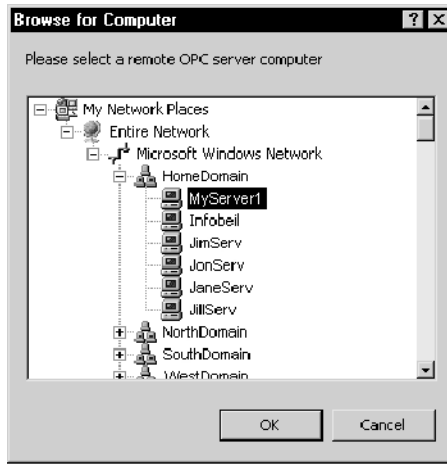 Browse for Computer
Please select a remote OPC server computer
My Network Places
Entire Network
Microsoft Windows Network
HomeDomain
MyServer1
Infobeil
JimServ
JonServ
JaneServ
JillServ
NorthDomain
SouthDomain
WestDomain
OK
Cancel